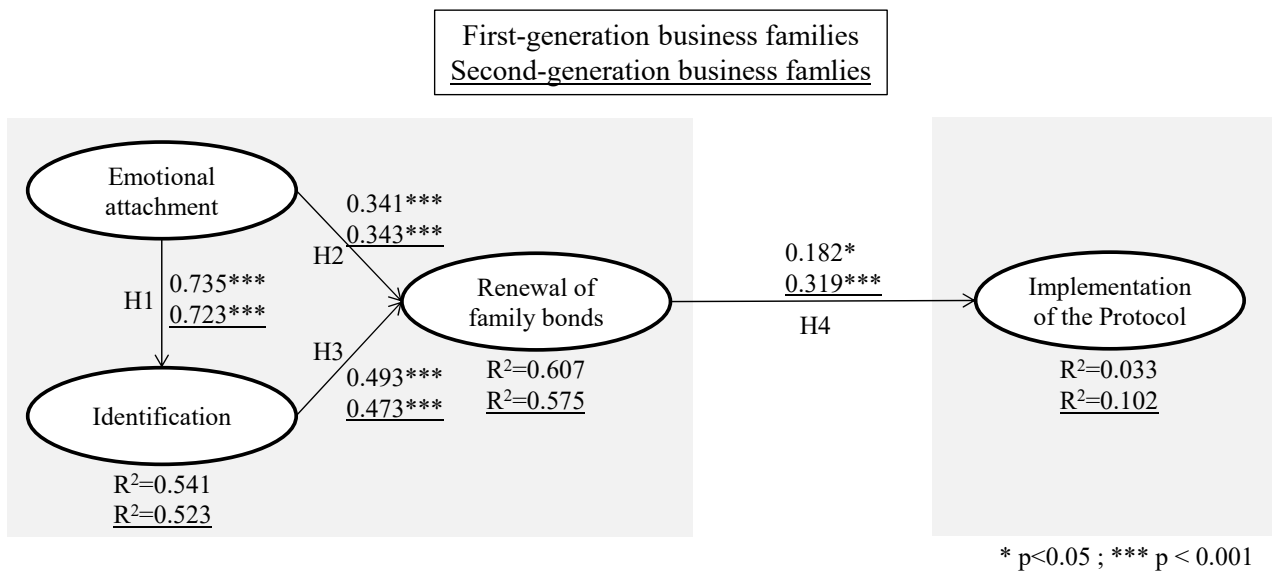 First-generation business families
Second-generation business famlies
Emotional
attachment
0.341***
0.343***
H2
H1
0.735***
0.723***
Renewal of
family bonds
0.182*
0.319***
H4
Implementation
of the Protocol
H3
0.493***
0.473***
R²=0.607
R²=0.575
R²=0.033
R²=0.102
Identification
R²=0.541
R²=0.523
* p<0.05 ; *** p < 0.001